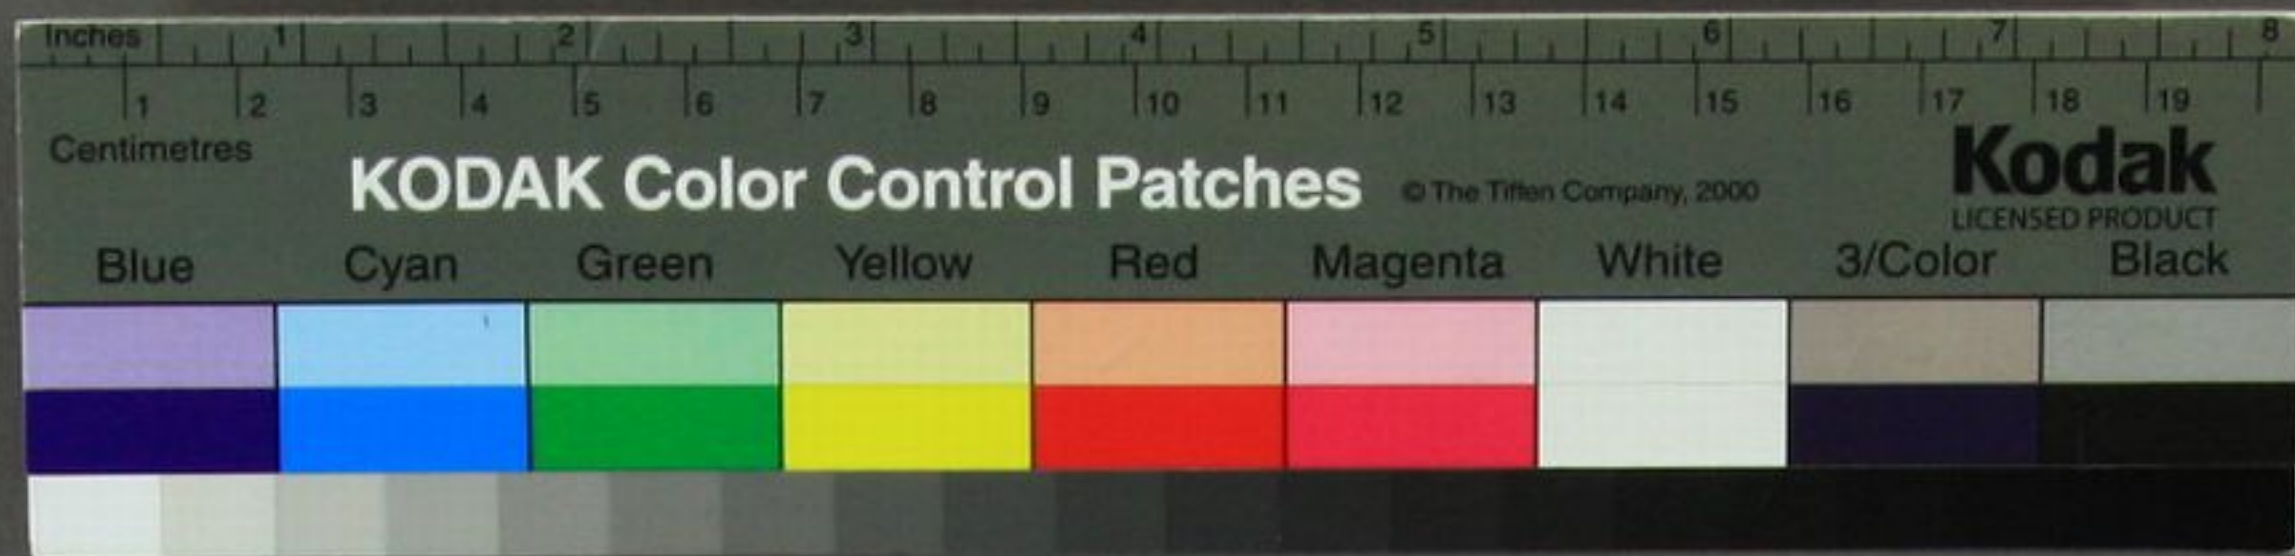 Inches 1 2 3 4 5 6 7 8
1 2 3 4 5 6 7 8 9 10 11 12 13 14 15 16 17 18 19
Centimetres
KODAK Color Control Patches © The Tiffen Company, 2000 Kodak
LICENSED PRODUCT
Blue Cyan Green Yellow Red Magenta White 3/Color Black